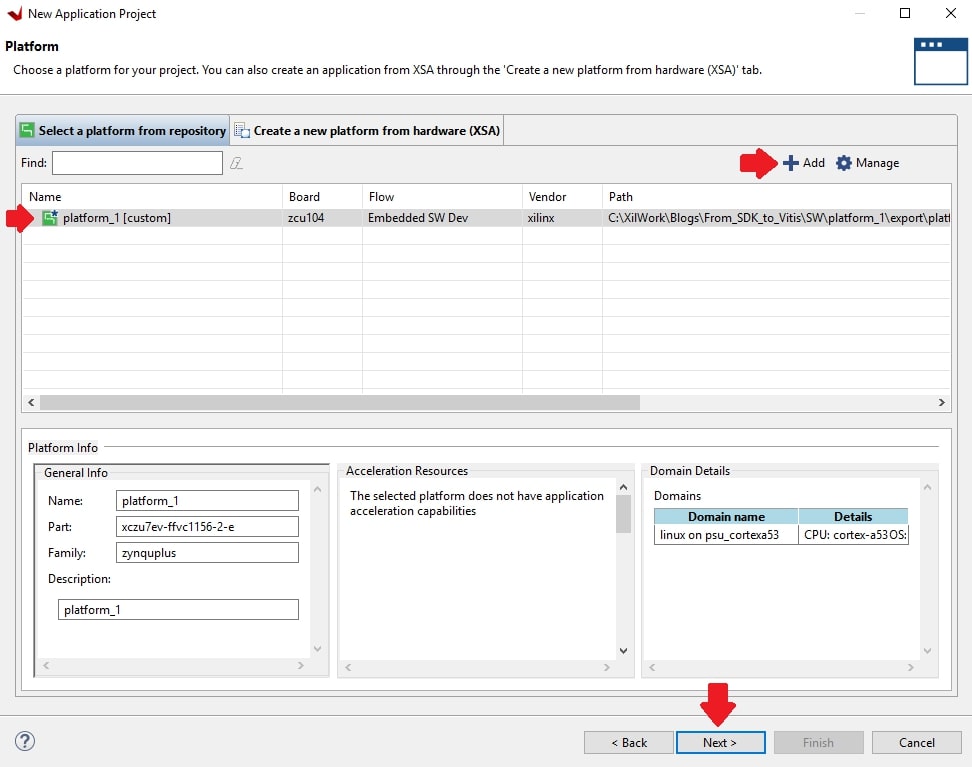 New Application Project
Platform
Choose a platform for your project. You can also create an application from XSA through the 'Create a new platform from hardware (XSA)' tab.
Select a platform from repository Create a new platform from hardware (XSA)
Find: Add Manage
Name Board Flow Vendor Path
platform_1 [custom] zcu104 Embedded SW Dev xilinx C:\XilWork\Blogs\From_SDK_to_Vitis\SW\platform_1\export\platf
Platform Info
General Info
Name: platform_1
Part: xczu7ev-ffvc1156-2-e
Family: zynquplus
Description:
platform_1
Acceleration Resources
The selected platform does not have application
acceleration capabilities
Domain Details
Domains
Domain name Details
linux on psu_cortexa53 CPU: cortex-a53OS:
? < Back Next > Finish Cancel